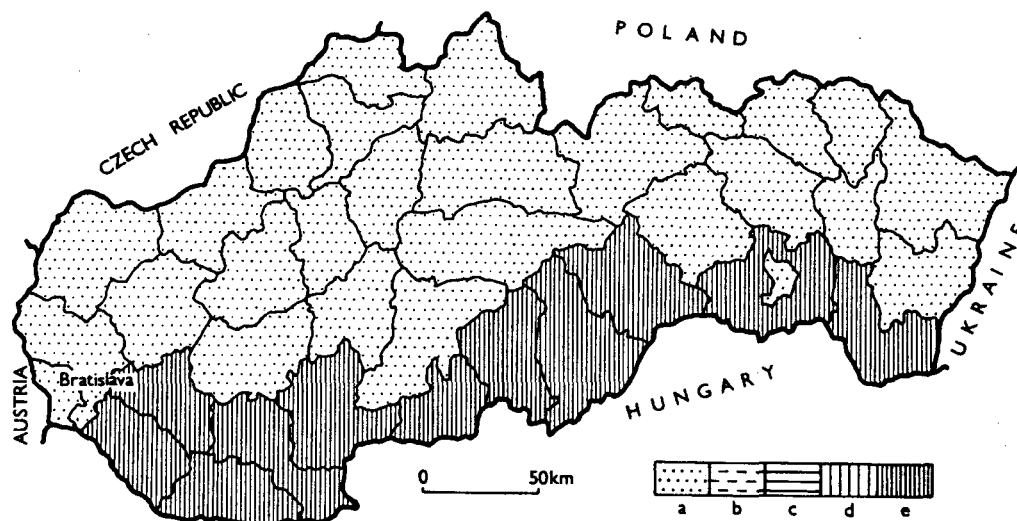 POLAND
CZECH REPUBLIC
UKRAINE
Bratislava
AUSTRIA
HUNGARY
0 50km
a b c d e